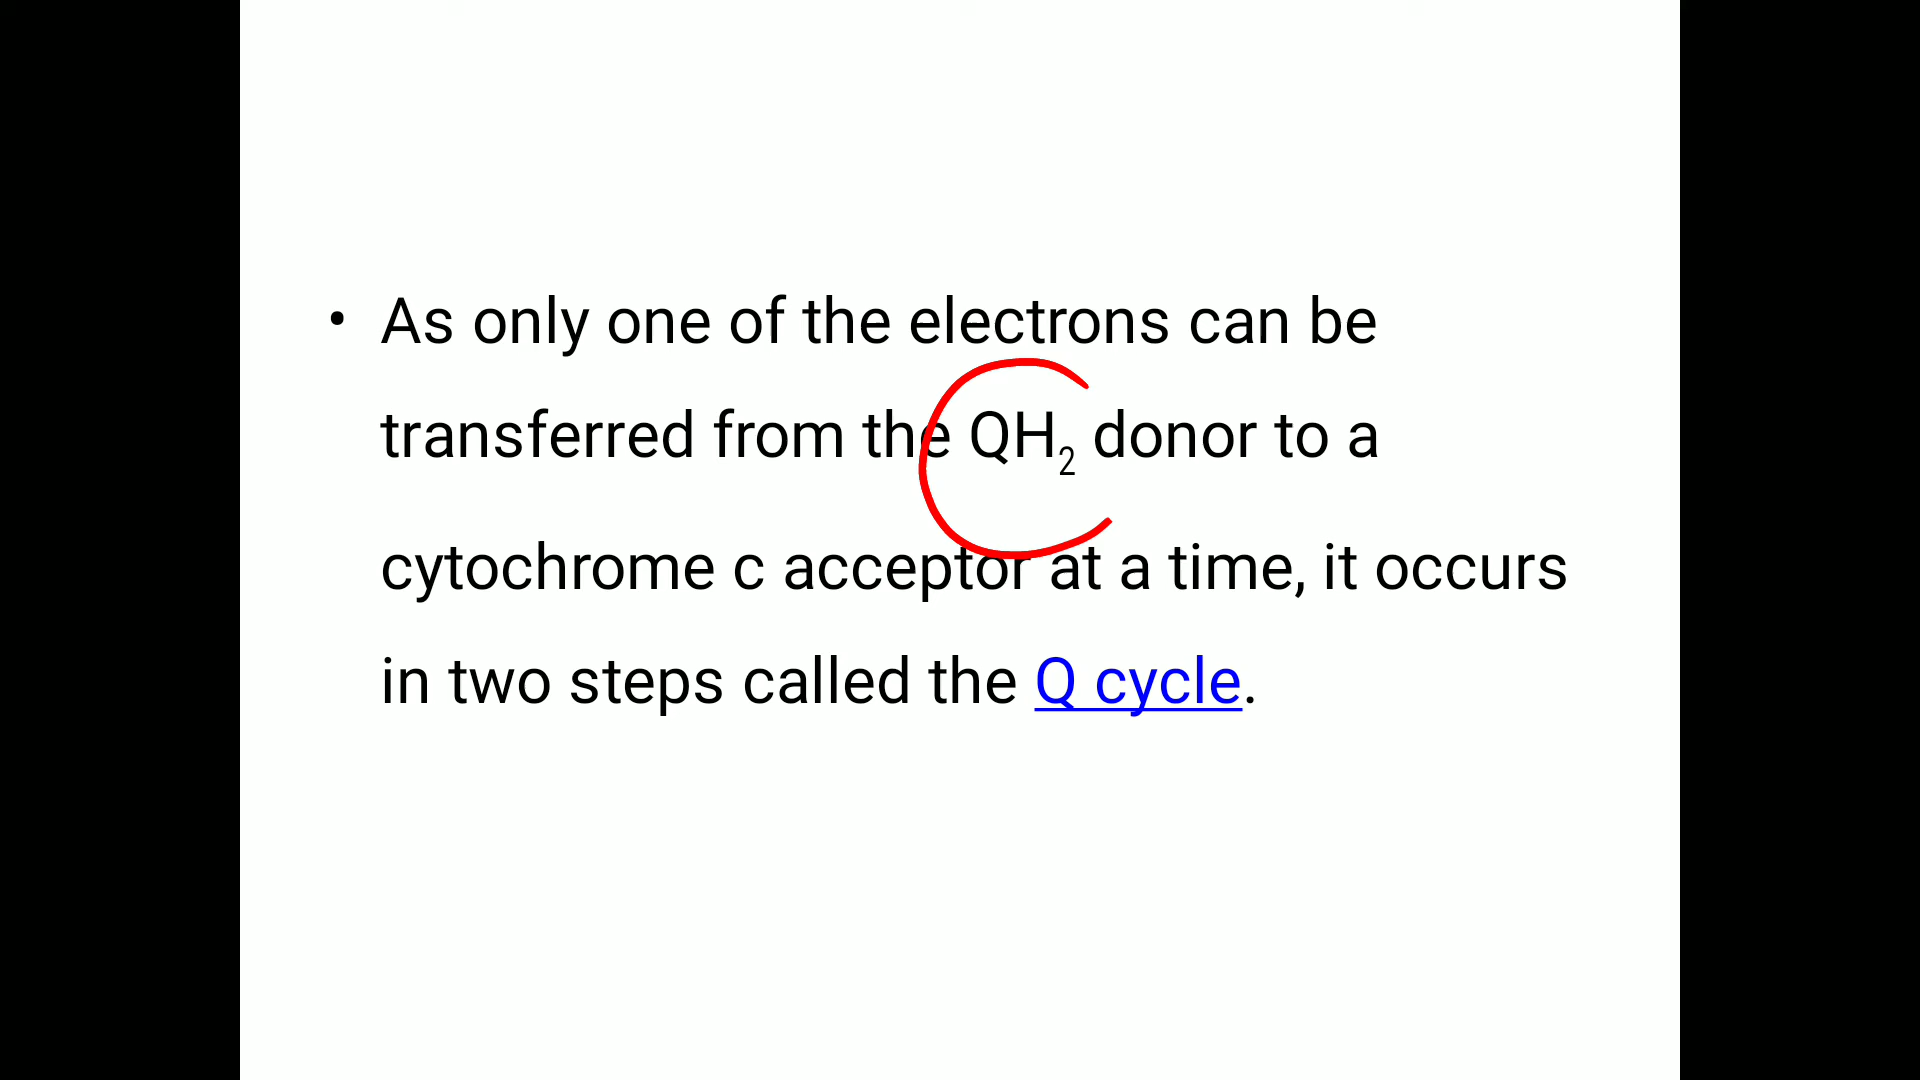 • As only one of the electrons can be
transferred from the QH₂ donor to a
cytochrome c acceptor at a time, it occurs
in two steps called the Q cycle.